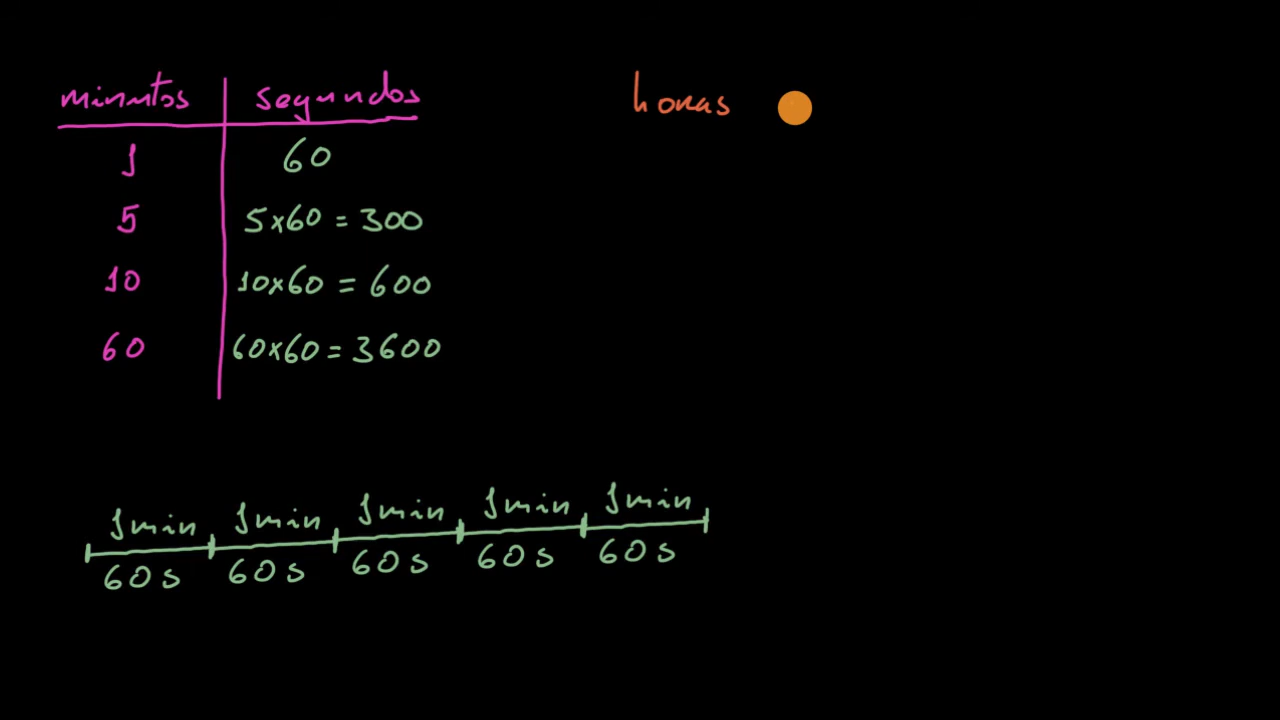 minutos segundos horas
1 60
5 5x60 = 300
10 10x60 = 600
60 60x60 = 3600
1min 1min 1min 1min 1min
60s 60s 60s 60s 60s